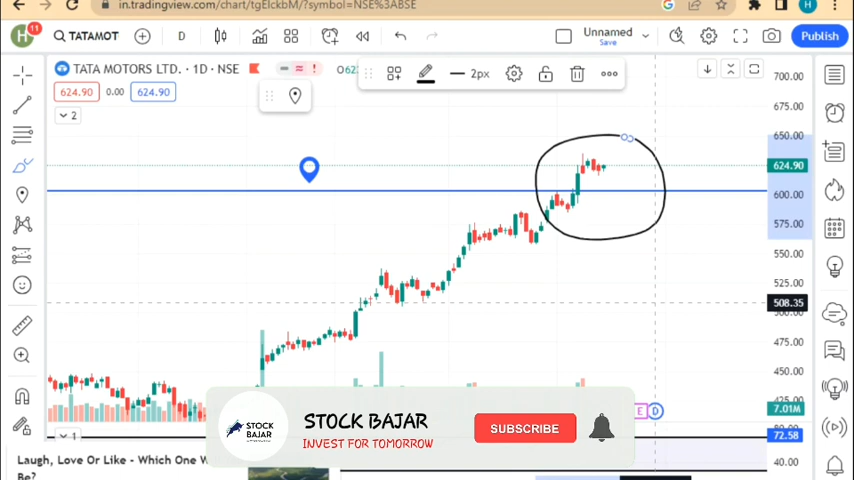 in.tradingview.com/chart/tgElckbM/?symbol=NSE%3ABSE
H
H
11
TATAMOT
D
Unnamed
Save
Publish
TATA MOTORS LTD. · 1D · NSE
2px
624.90
0.00
624.90
2
700.00
675.00
650.00
624.90
600.00
575.00
550.00
525.00
508.35
475.00
450.00
7.01M
72.58
40.00
E
D
1
STOCK BAJAR
STOCK BAJAR
INVEST FOR TOMORROW
SUBSCRIBE
Laugh, Love Or Like - Which One W
Be?